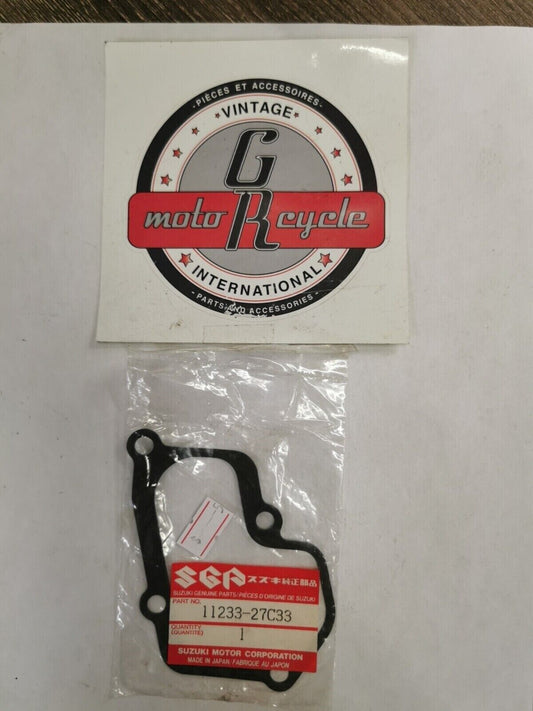 -PIÈCES ET ACCESSOIRES-
VINTAGE
GR
moto cycle
INTERNATIONAL
-PARTS AND ACCESSORIES-
SGP スズキ純正部品
SUZUKI GENUINE PARTS/PIÈCES D'ORIGINE DE SUZUKI
PART NO.
11233-27C33
QUANTITY
(QUANTITÉ)
1
SUZUKI MOTOR CORPORATION
MADE IN JAPAN/FABRIQUÉ AU JAPON